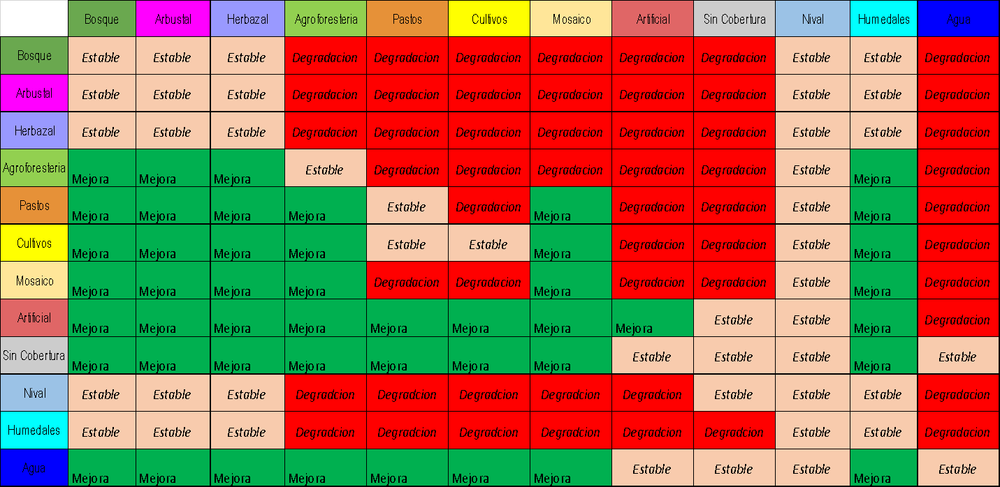 Bosque Arbustal Herbazal Agroforesteria Pastos Cultivos Mosaico Artificial Sin Cobertura Nival Humedales Agua
Bosque Estable Estable Estable Degradacion Degradacion Degradacion Degradacion Degradacion Degradacion Estable Estable Degradacion
Arbustal Estable Estable Estable Degradacion Degradacion Degradacion Degradacion Degradacion Degradacion Estable Estable Degradacion
Herbazal Estable Estable Estable Degradacion Degradacion Degradacion Degradacion Degradacion Degradacion Estable Estable Degradacion
Agroforesteria Mejora Mejora Mejora Estable Degradacion Degradacion Degradacion Degradacion Degradacion Estable Mejora Degradacion
Pastos Mejora Mejora Mejora Mejora Estable Degradacion Mejora Degradacion Degradacion Estable Mejora Degradacion
Cultivos Mejora Mejora Mejora Mejora Estable Estable Mejora Degradacion Degradacion Estable Mejora Degradacion
Mosaico Mejora Mejora Mejora Mejora Degradacion Degradacion Mejora Degradacion Degradacion Estable Mejora Degradacion
Artificial Mejora Mejora Mejora Mejora Mejora Mejora Mejora Mejora Estable Estable Mejora Degradacion
Sin Cobertura Mejora Mejora Mejora Mejora Mejora Mejora Mejora Estable Estable Estable Mejora Estable
Nival Estable Estable Estable Degradcion Degradcion Degradcion Degradcion Degradcion Estable Estable Estable Degradacion
Humedales Estable Estable Estable Degradcion Degradcion Degradcion Degradcion Degradcion Degradcion Estable Estable Degradacion
Agua Mejora Mejora Mejora Mejora Mejora Mejora Mejora Estable Estable Estable Mejora Estable